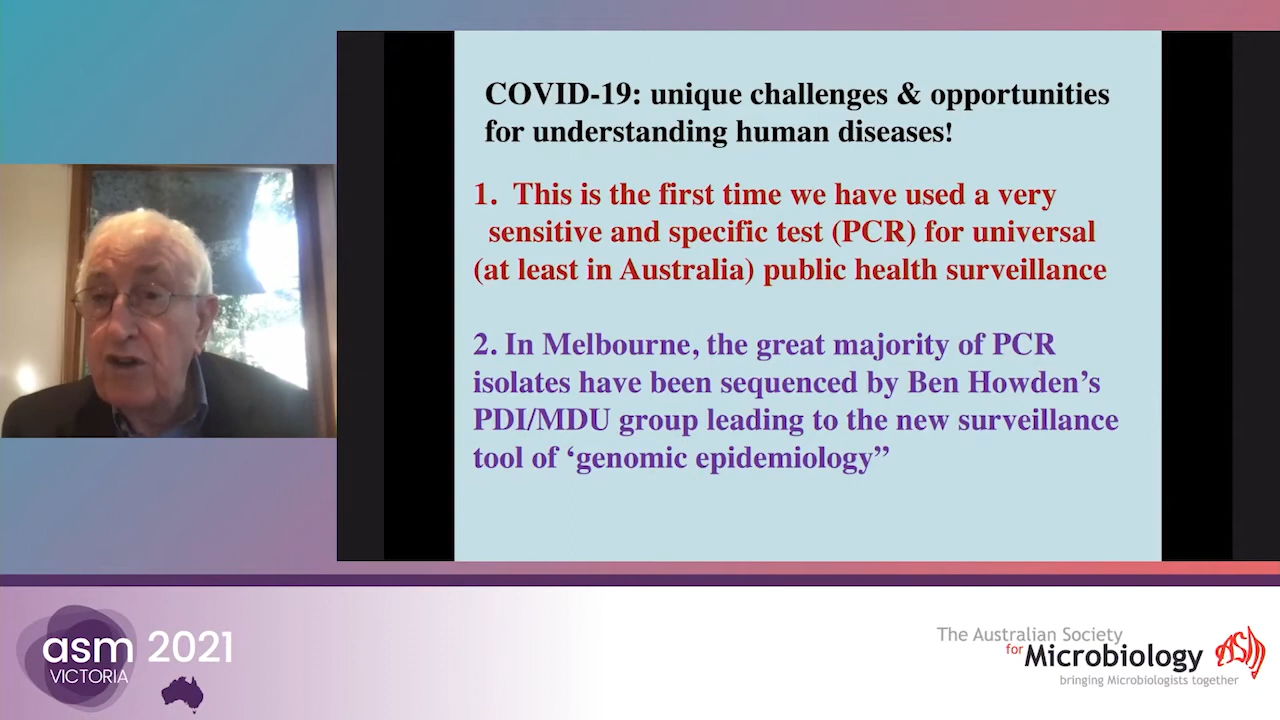 COVID-19: unique challenges & opportunities
for understanding human diseases!
1. This is the first time we have used a very
sensitive and specific test (PCR) for universal
(at least in Australia) public health surveillance
2. In Melbourne, the great majority of PCR
isolates have been sequenced by Ben Howden’s
PDI/MDU group leading to the new surveillance
tool of ‘genomic epidemiology”
asm 2021
VICTORIA
The Australian Society
for Microbiology
bringing Microbiologists together
ASM